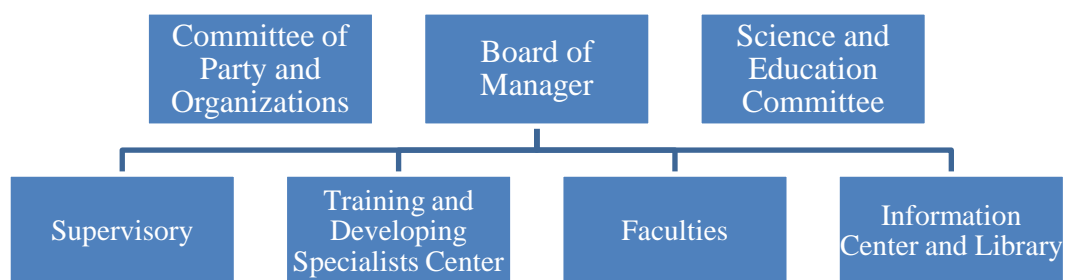 Committee of
Party and
Organizations
Board of
Manager
Science and
Education
Committee
Supervisory
Training and
Developing
Specialists Center
Faculties
Information
Center and Library